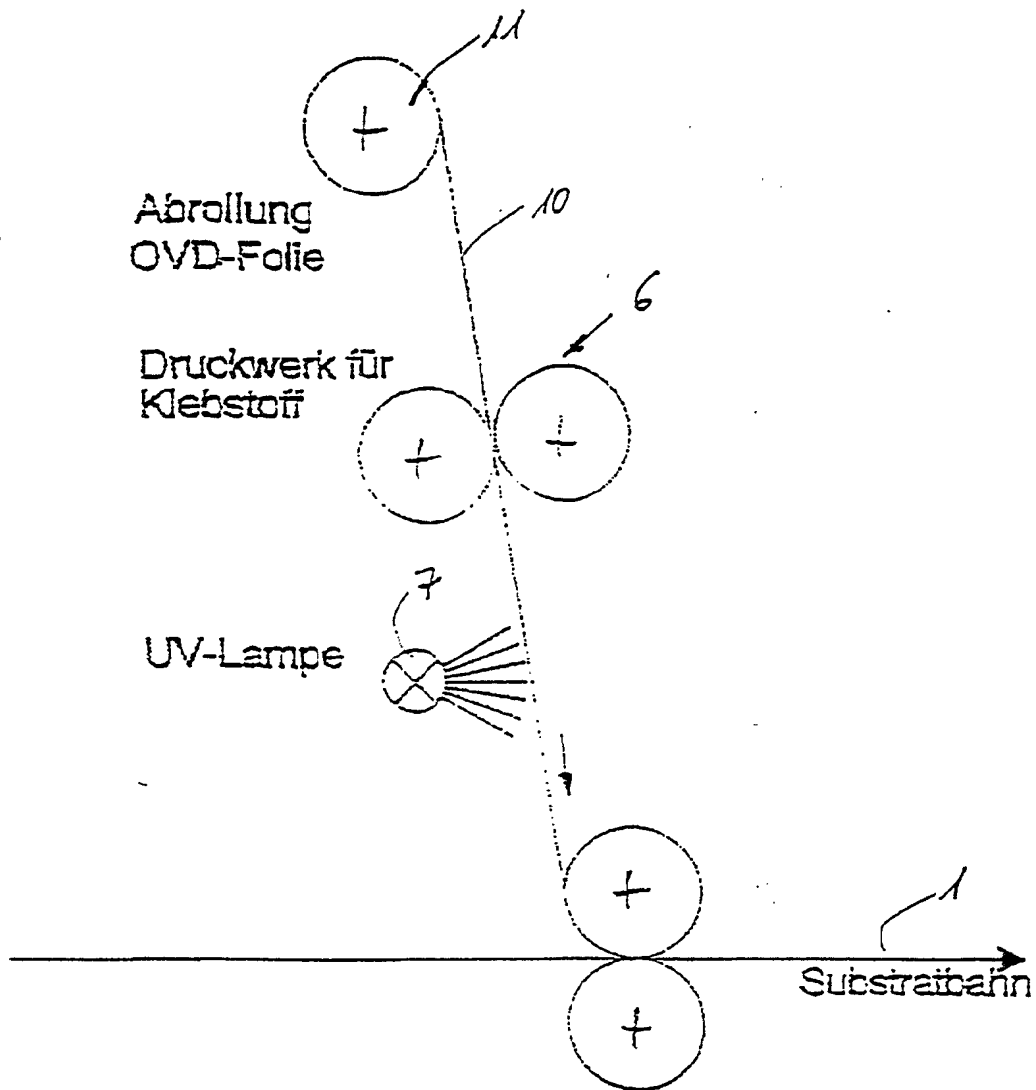 11
Abrollung
OVD-Folie
10
6
Druckwerk für
Klebstoff
7
UV-Lampe
1
Substratbahn